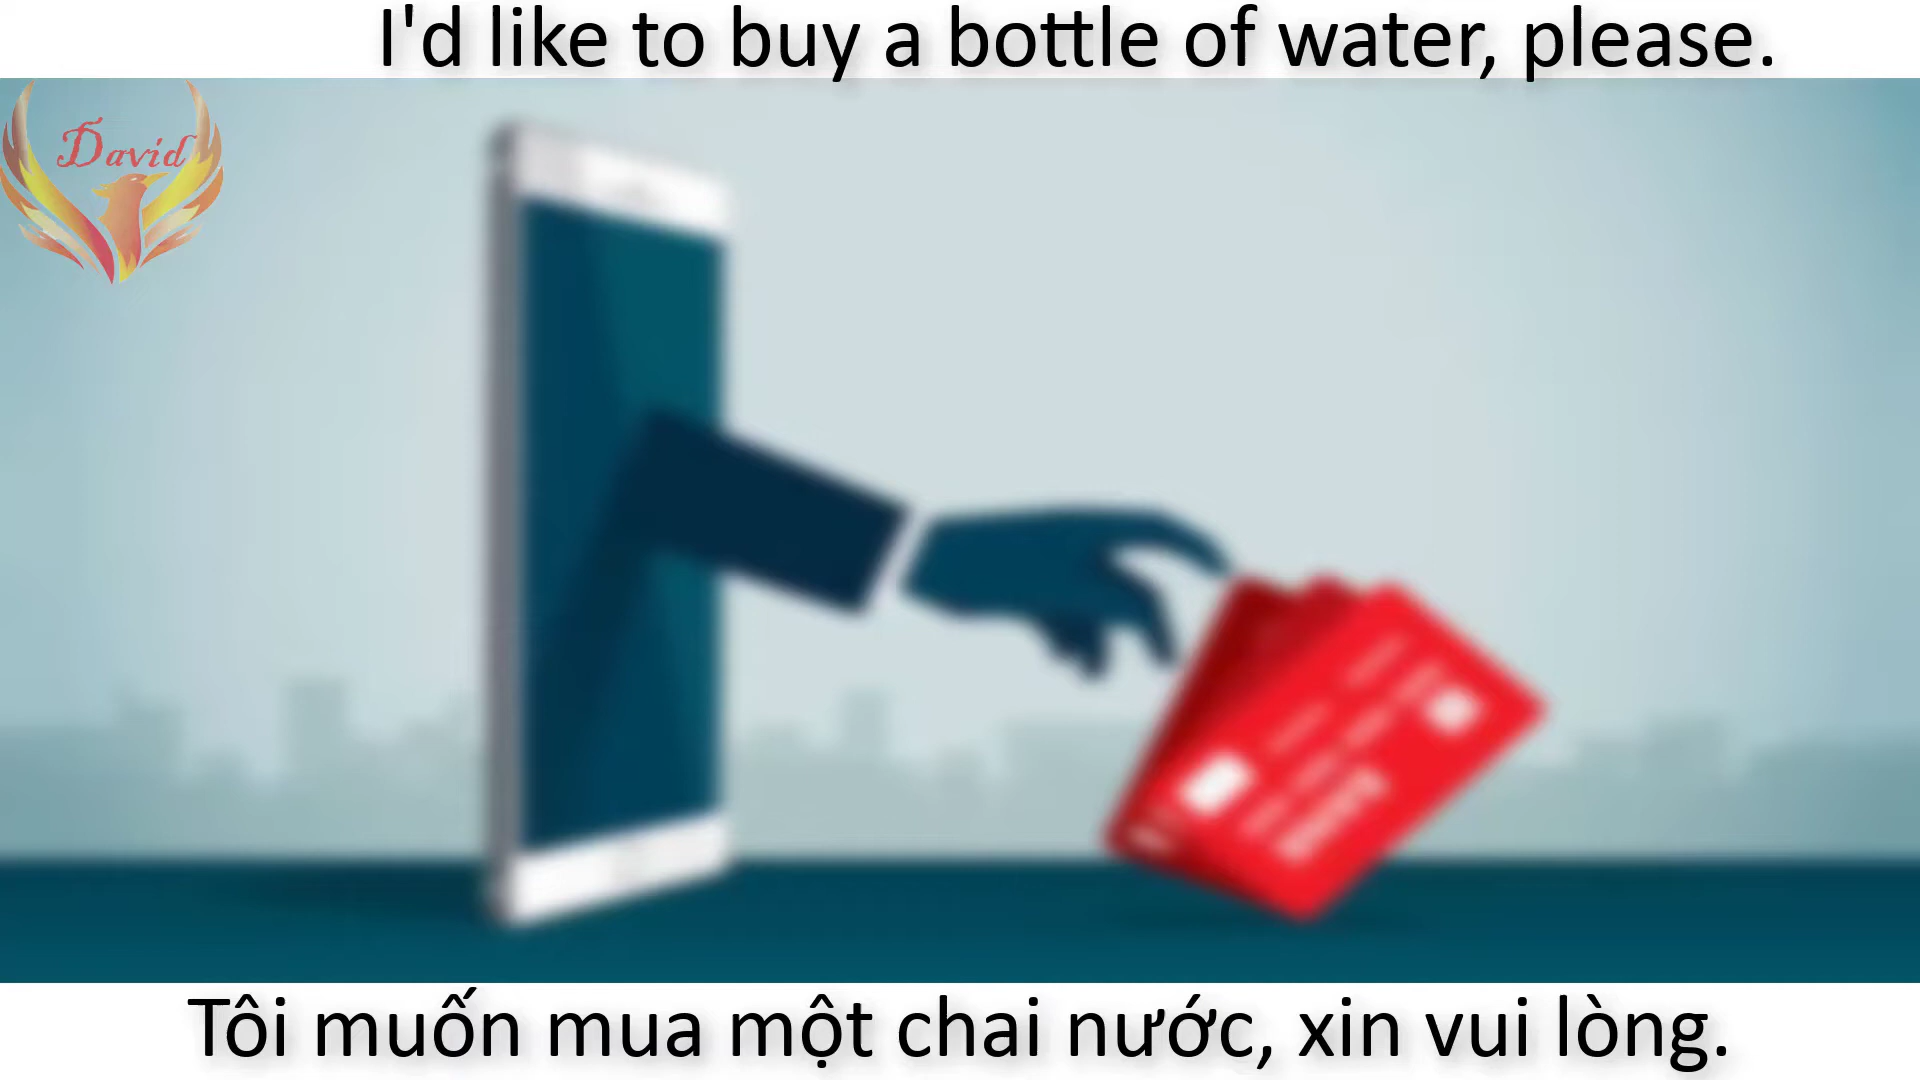 I'd like to buy a bottle of water, please.
David
Tôi muốn mua một chai nước, xin vui lòng.